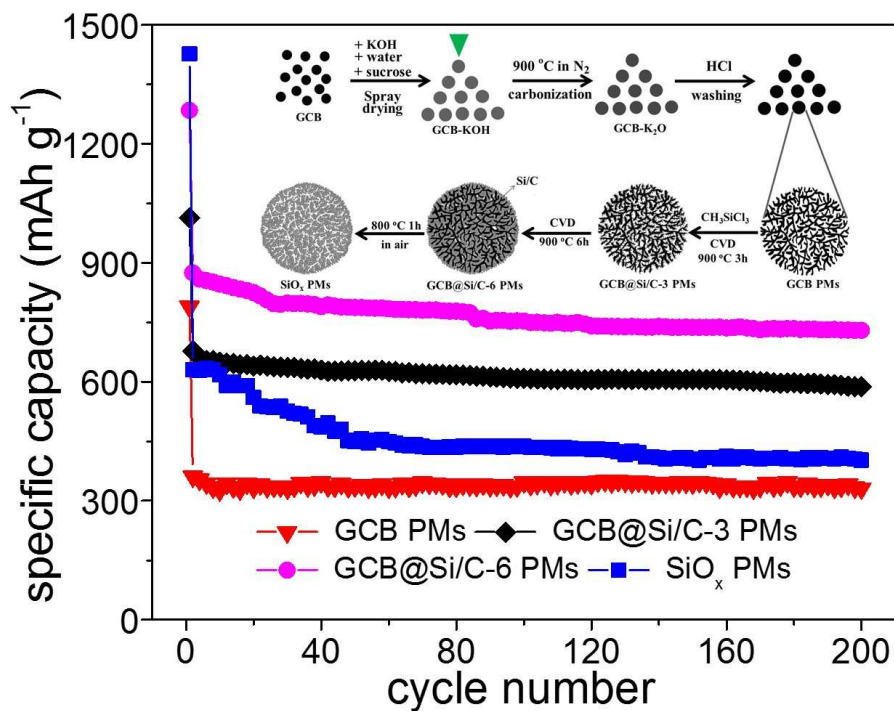 specific capacity (mAh g⁻¹)
1500
1200
900
600
300
0
0
40
80
120
160
200
cycle number
GCB
+ KOH
+ water
+ sucrose
Spray
drying
GCB-KOH
900 °C in N₂
carbonization
GCB-K₂O
HCl
washing
GCB PMs
CH₃SiCl₃
CVD
900 °C 3h
GCB@Si/C-3 PMs
CVD
900 °C 6h
Si/C
GCB@Si/C-6 PMs
800 °C 1h
in air
SiOₓ PMs
GCB PMs
GCB@Si/C-3 PMs
GCB@Si/C-6 PMs
SiOₓ PMs